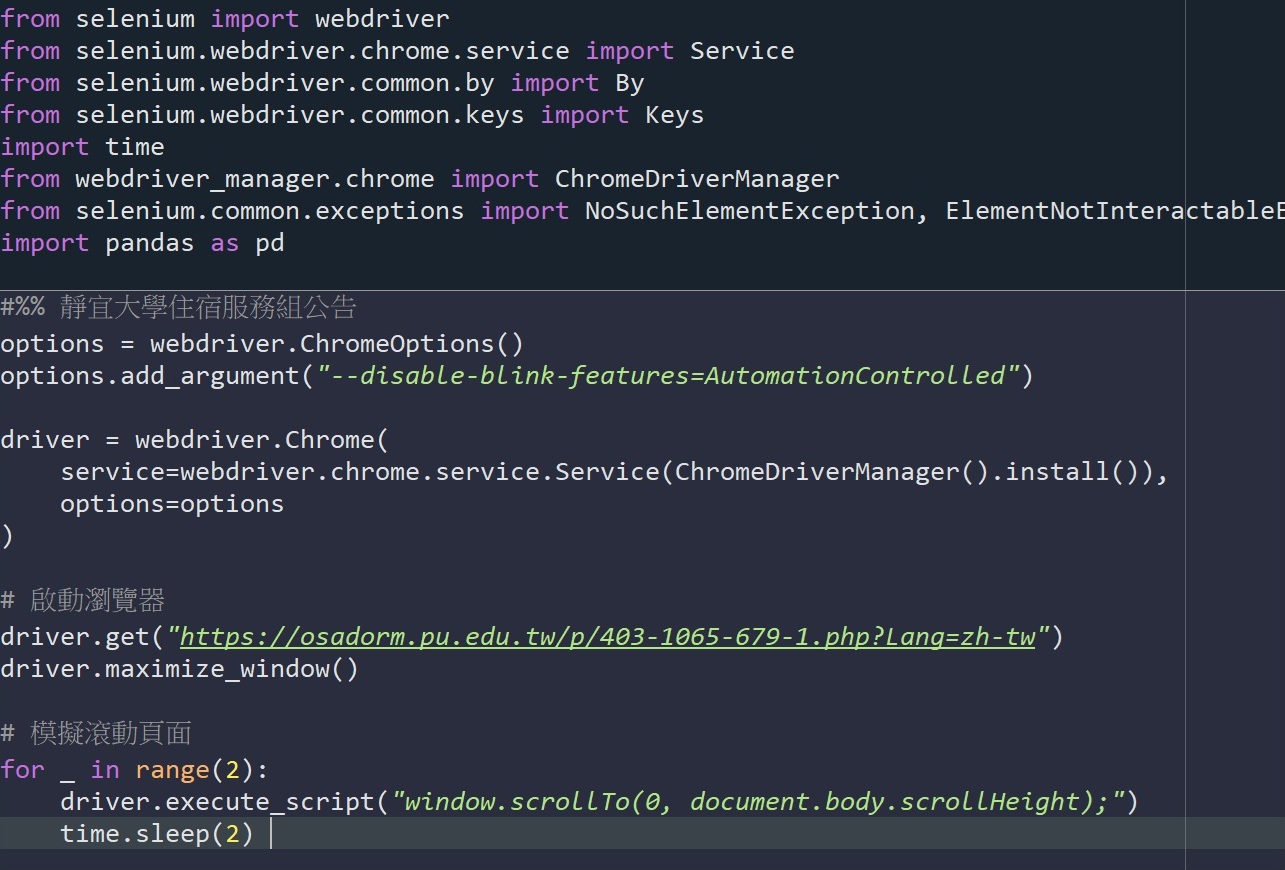 from selenium import webdriver
from selenium.webdriver.chrome.service import Service
from selenium.webdriver.common.by import By
from selenium.webdriver.common.keys import Keys
import time
from webdriver_manager.chrome import ChromeDriverManager
from selenium.common.exceptions import NoSuchElementException, ElementNotInteractableE
import pandas as pd
#%% 靜宜大學住宿服務組公告
options = webdriver.ChromeOptions()
options.add_argument("--disable-blink-features=AutomationControlled")
driver = webdriver.Chrome(
    service=webdriver.chrome.service.Service(ChromeDriverManager().install()),
    options=options
)
# 啟動瀏覽器
driver.get("https://osadorm.pu.edu.tw/p/403-1065-679-1.php?Lang=zh-tw")
driver.maximize_window()
# 模擬滾動頁面
for _ in range(2):
    driver.execute_script("window.scrollTo(0, document.body.scrollHeight);")
    time.sleep(2)